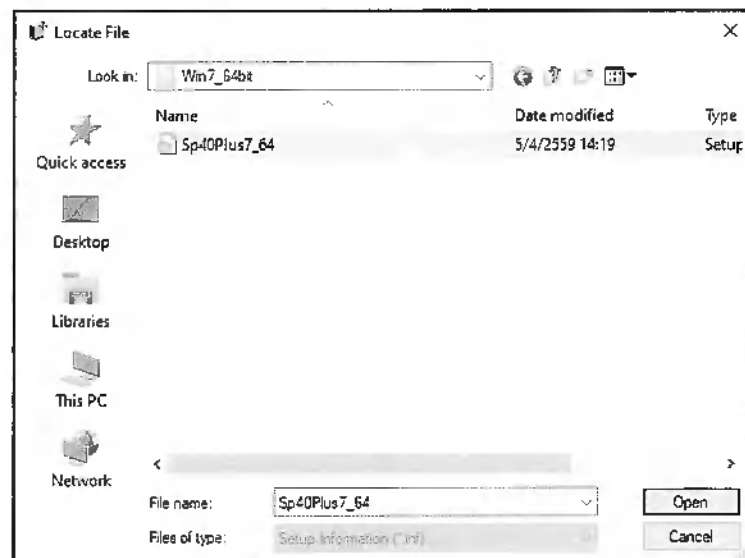 Locate File
Look in: Win7_64bit
Name Date modified Type
Sp40Plus7_64 5/4/2559 14:19 Setup
Quick access
Desktop
Libraries
This PC
Network
File name: Sp40Plus7_64 Open
Files of type: Setup Information (*.inf) Cancel